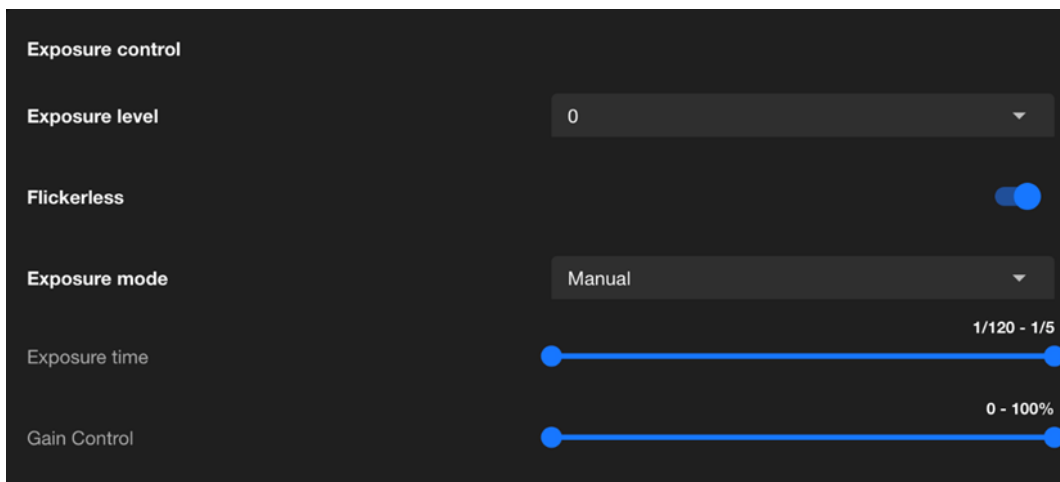 Exposure control
Exposure level 0
Flickerless
Exposure mode Manual
1/120 - 1/5
Exposure time
0 - 100%
Gain Control